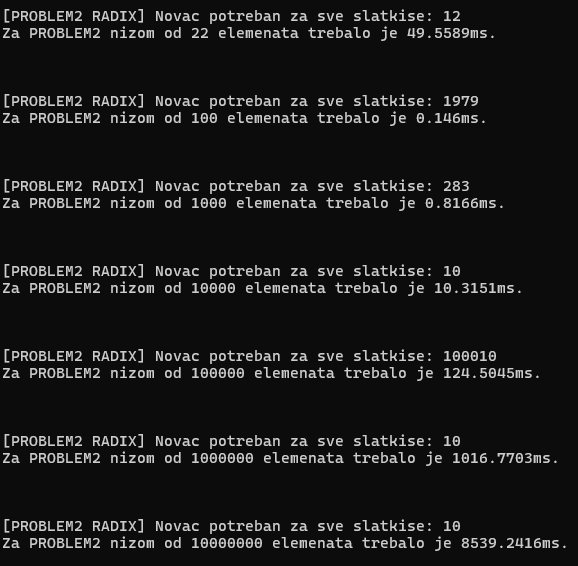 [PROBLEM2 RADIX] Novac potreban za sve slatkise: 12
Za PROBLEM2 nizom od 22 elemenata trebalo je 49.5589ms.
[PROBLEM2 RADIX] Novac potreban za sve slatkise: 1979
Za PROBLEM2 nizom od 100 elemenata trebalo je 0.146ms.
[PROBLEM2 RADIX] Novac potreban za sve slatkise: 283
Za PROBLEM2 nizom od 1000 elemenata trebalo je 0.8166ms.
[PROBLEM2 RADIX] Novac potreban za sve slatkise: 10
Za PROBLEM2 nizom od 10000 elemenata trebalo je 10.3151ms.
[PROBLEM2 RADIX] Novac potreban za sve slatkise: 100010
Za PROBLEM2 nizom od 100000 elemenata trebalo je 124.5045ms.
[PROBLEM2 RADIX] Novac potreban za sve slatkise: 10
Za PROBLEM2 nizom od 1000000 elemenata trebalo je 1016.7703ms.
[PROBLEM2 RADIX] Novac potreban za sve slatkise: 10
Za PROBLEM2 nizom od 10000000 elemenata trebalo je 8539.2416ms.